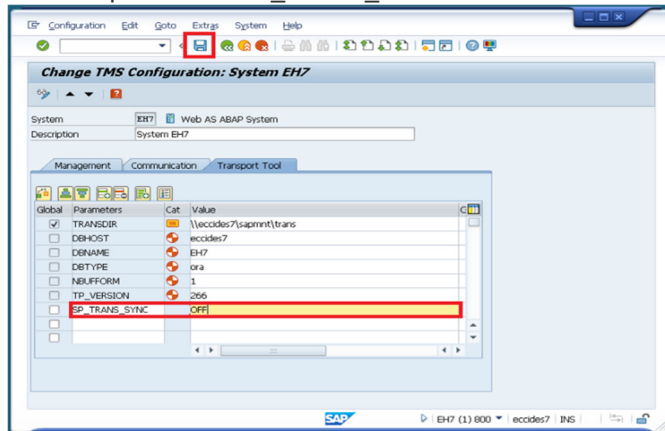 Configuration Edit Goto Extras System Help
Change TMS Configuration: System EH7
System EH7 Web AS ABAP System
Description System EH7
Management Communication Transport Tool
Global Parameters Cat Value C
TRANSDIR \\eccides7\sapmnt\trans
DBHOST eccides7
DBNAME EH7
DBTYPE ora
NBUFFORM 1
TP_VERSION 266
SP_TRANS_SYNC OFF
SAP EH7 (1) 800 eccides7 INS